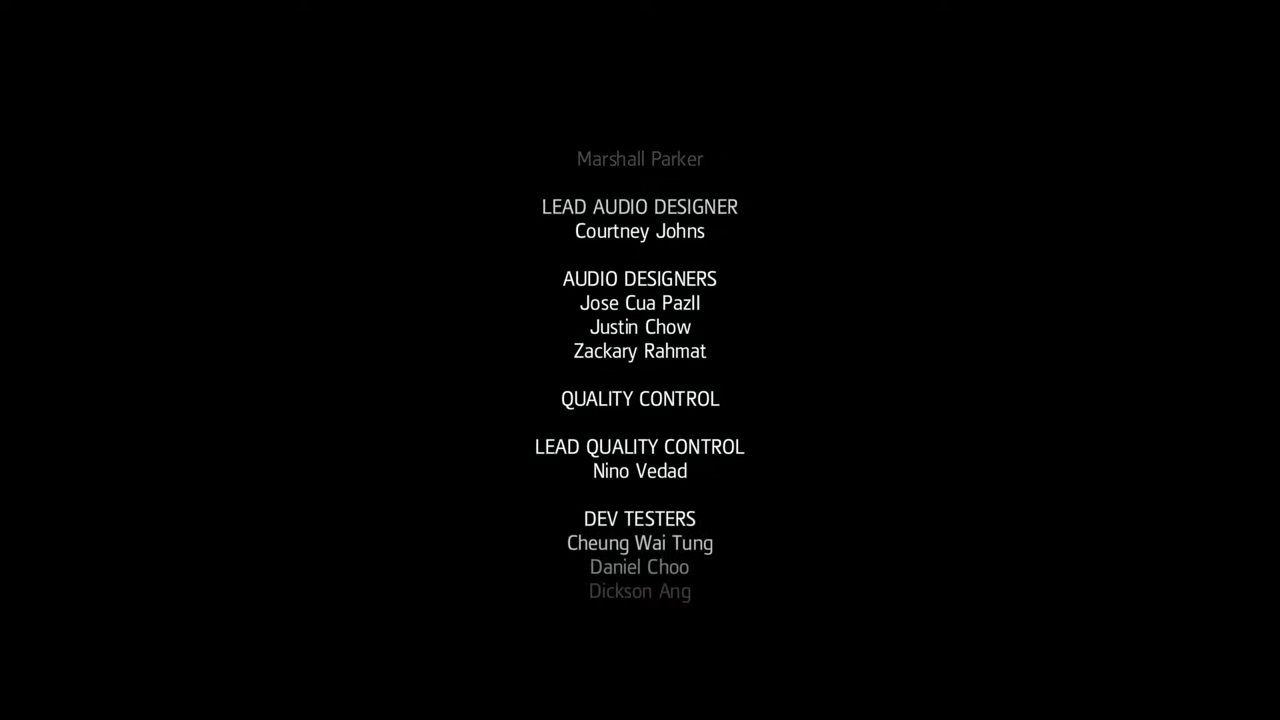 Marshall Parker
LEAD AUDIO DESIGNER
Courtney Johns
AUDIO DESIGNERS
Jose Cua PazII
Justin Chow
Zackary Rahmat
QUALITY CONTROL
LEAD QUALITY CONTROL
Nino Vedad
DEV TESTERS
Cheung Wai Tung
Daniel Choo
Dickson Ang